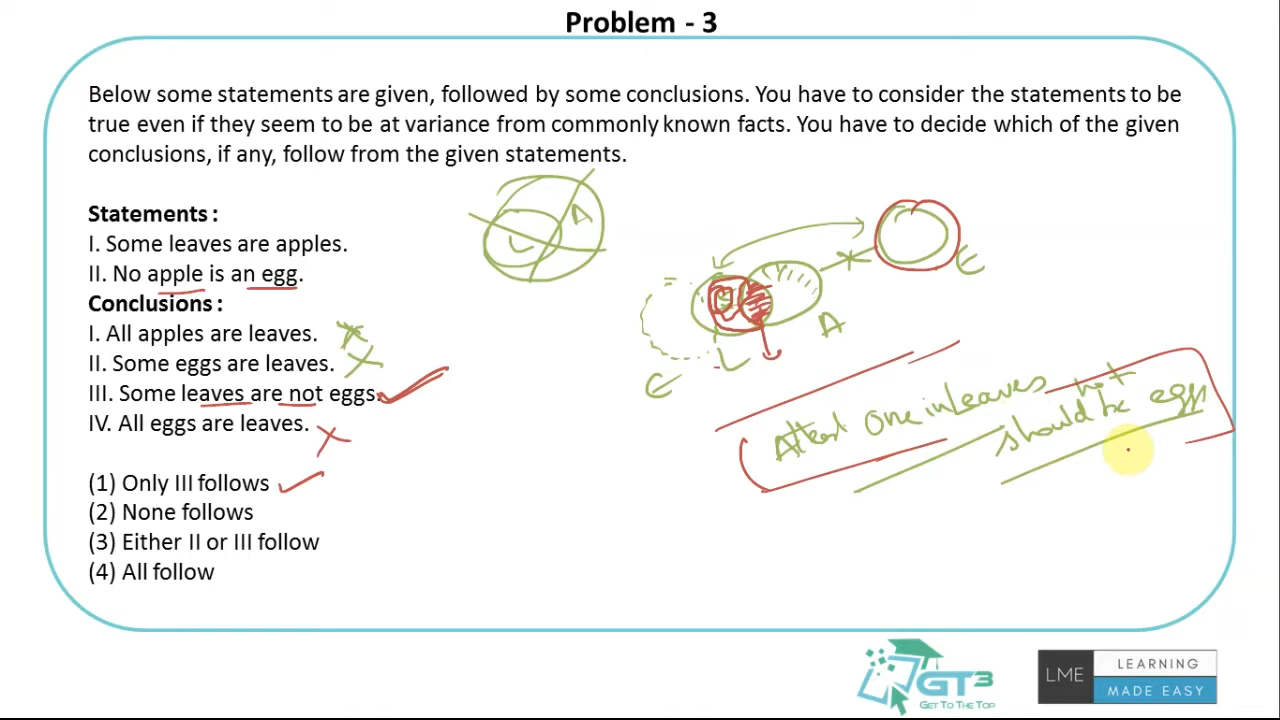 Problem - 3
Below some statements are given, followed by some conclusions. You have to consider the statements to be
true even if they seem to be at variance from commonly known facts. You have to decide which of the given
conclusions, if any, follow from the given statements.
Statements :
I. Some leaves are apples.
II. No apple is an egg.
Conclusions :
I. All apples are leaves.
II. Some eggs are leaves.
III. Some leaves are not eggs.
IV. All eggs are leaves.
(1) Only III follows
(2) None follows
(3) Either II or III follow
(4) All follow
L A
E
A
L
E
Atleast one in Leaves
should not be eggs
GT3
GET TO THE TOP
LME LEARNING
MADE EASY